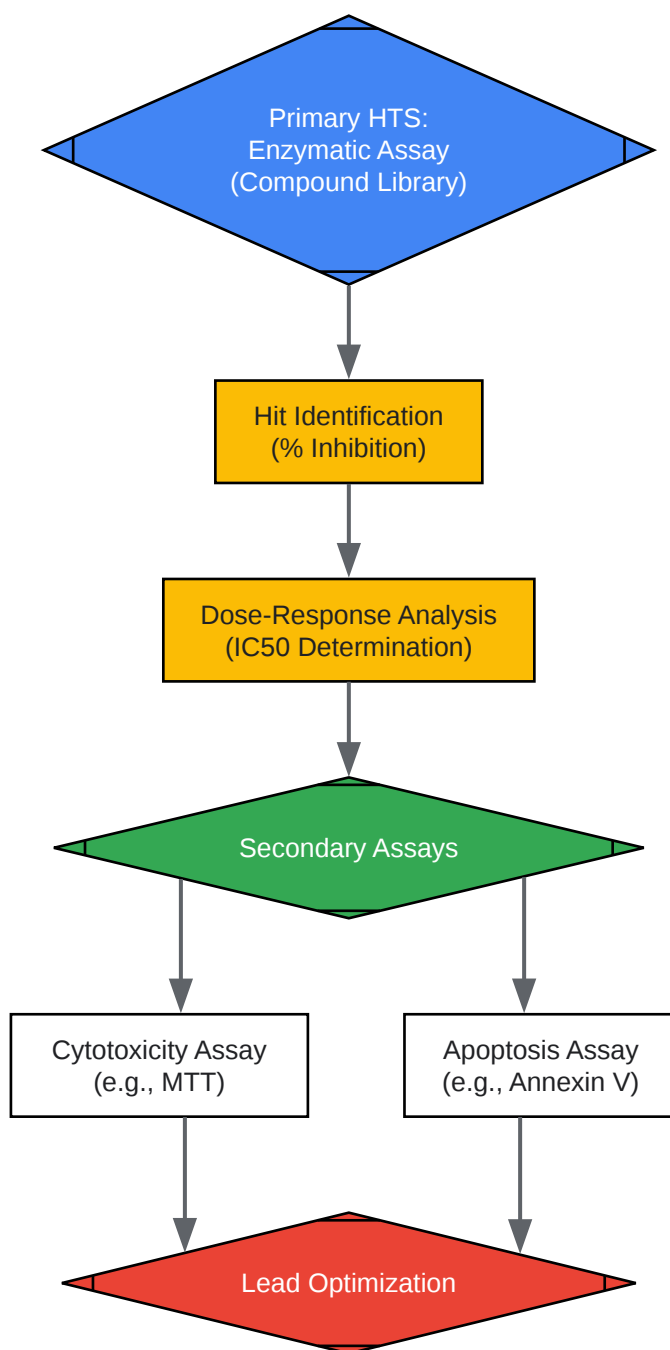 Primary HTS:
Enzymatic Assay
(Compound Library)
Hit Identification
(% Inhibition)
Dose-Response Analysis
(IC50 Determination)
Secondary Assays
Cytotoxicity Assay
(e.g., MTT)
Apoptosis Assay
(e.g., Annexin V)
Lead Optimization